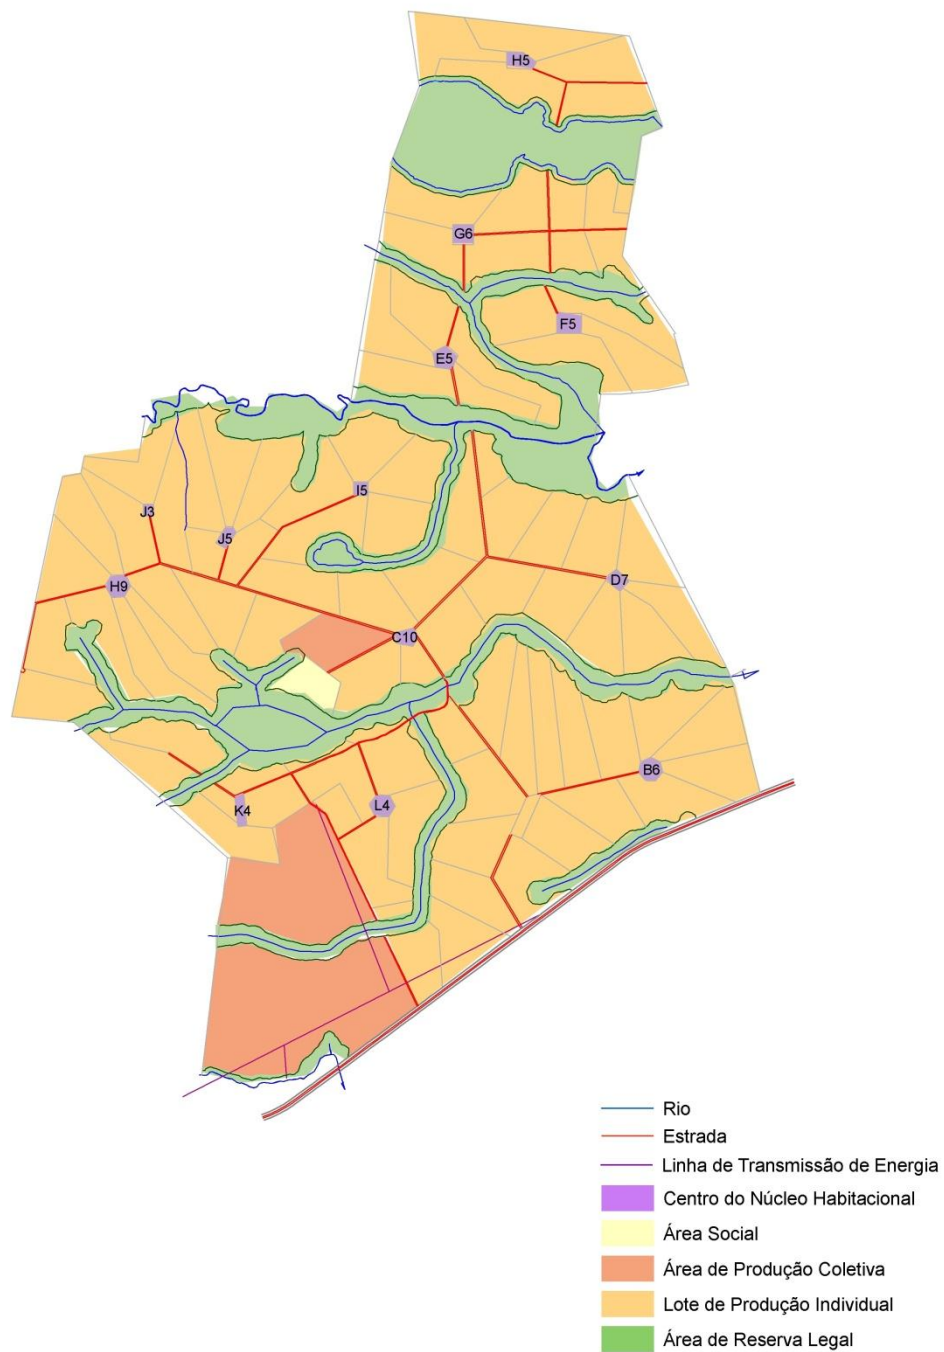 H5
G6
F5
E5
I5
J3
J5
H9
D7
C10
B6
K4
L4
Rio
Estrada
Linha de Transmissão de Energia
Centro do Núcleo Habitacional
Área Social
Área de Produção Coletiva
Lote de Produção Individual
Área de Reserva Legal